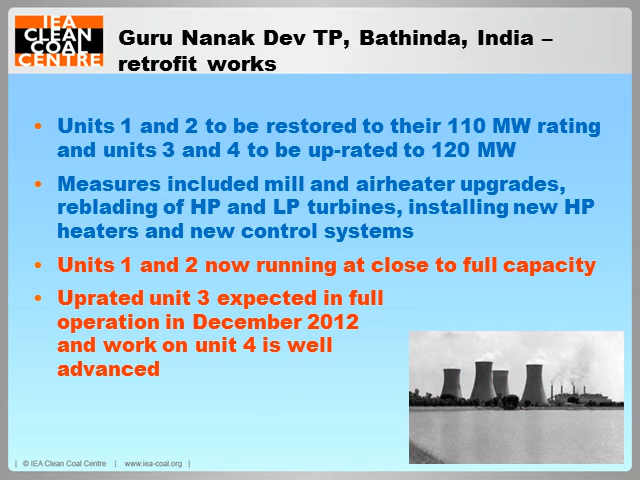 IEA
CLEAN
COAL
CENTRE
Guru Nanak Dev TP, Bathinda, India –
retrofit works
• Units 1 and 2 to be restored to their 110 MW rating
and units 3 and 4 to be up-rated to 120 MW
• Measures included mill and airheater upgrades,
reblading of HP and LP turbines, installing new HP
heaters and new control systems
• Units 1 and 2 now running at close to full capacity
• Uprated unit 3 expected in full
operation in December 2012
and work on unit 4 is well
advanced
| © IEA Clean Coal Centre | www.iea-coal.org |